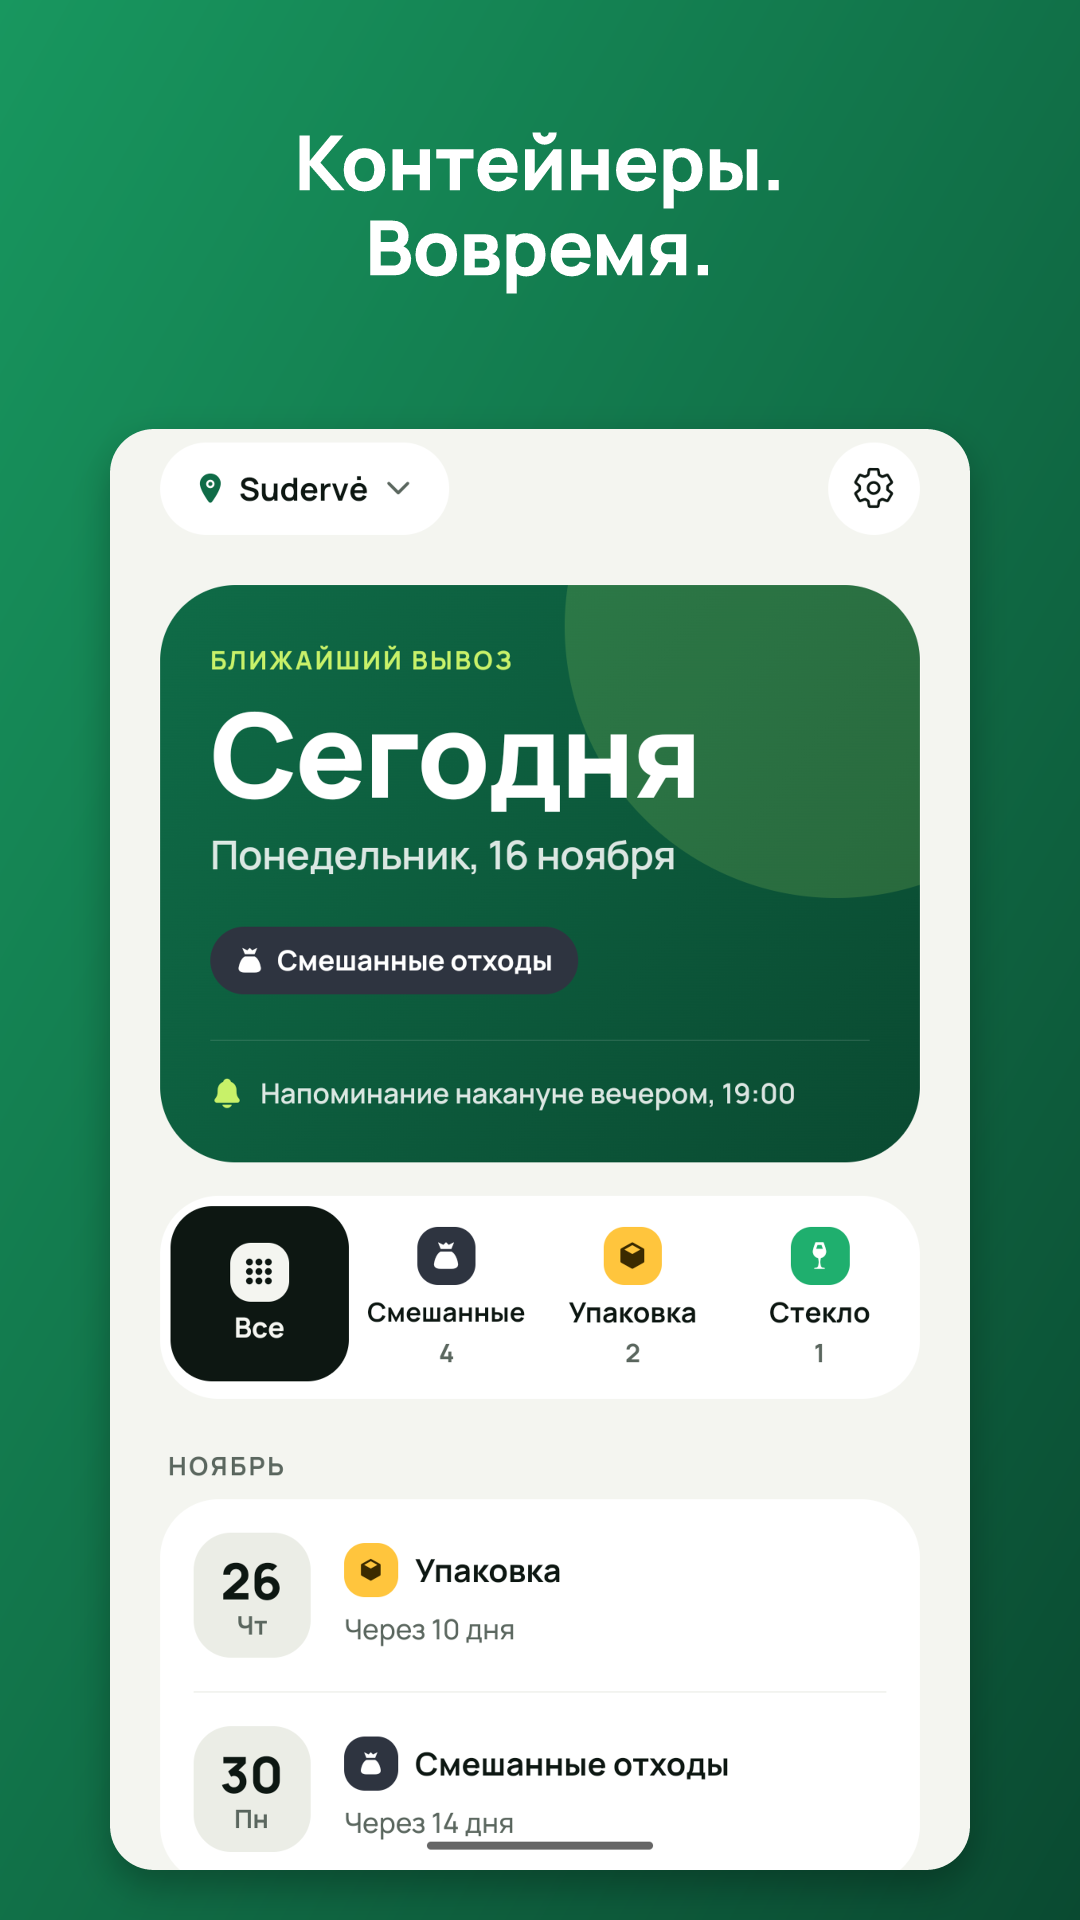 Контейнеры.
Вовремя.
Sudervė
БЛИЖАЙШИЙ ВЫВОЗ
Сегодня
Понедельник, 16 ноября
Смешанные отходы
Напоминание накануне вечером, 19:00
Все
Смешанные
4
Упаковка
2
Стекло
1
НОЯБРЬ
26
Чт
Упаковка
Через 10 дня
30
Пн
Смешанные отходы
Через 14 дня